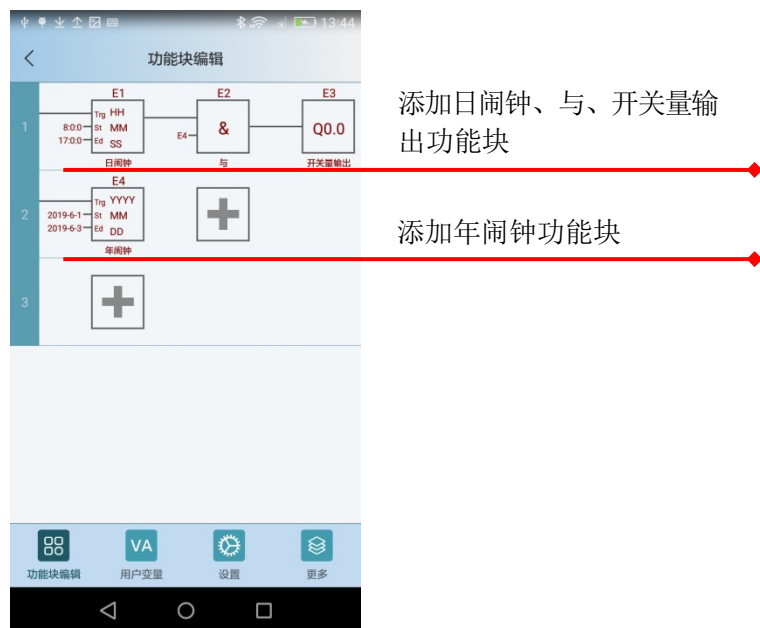 13:44
功能块编辑
E1
E2
E3
1
Trg HH
8:0:0 St MM
17:0:0 Ed SS
E4
&
Q0.0
日闹钟
与
开关量输出
添加日闹钟、与、开关量输
出功能块
E4
2
Trg YYYY
2019-6-1 St MM
2019-6-3 Ed DD
年闹钟
添加年闹钟功能块
3
VA
功能块编辑
用户变量
设置
更多